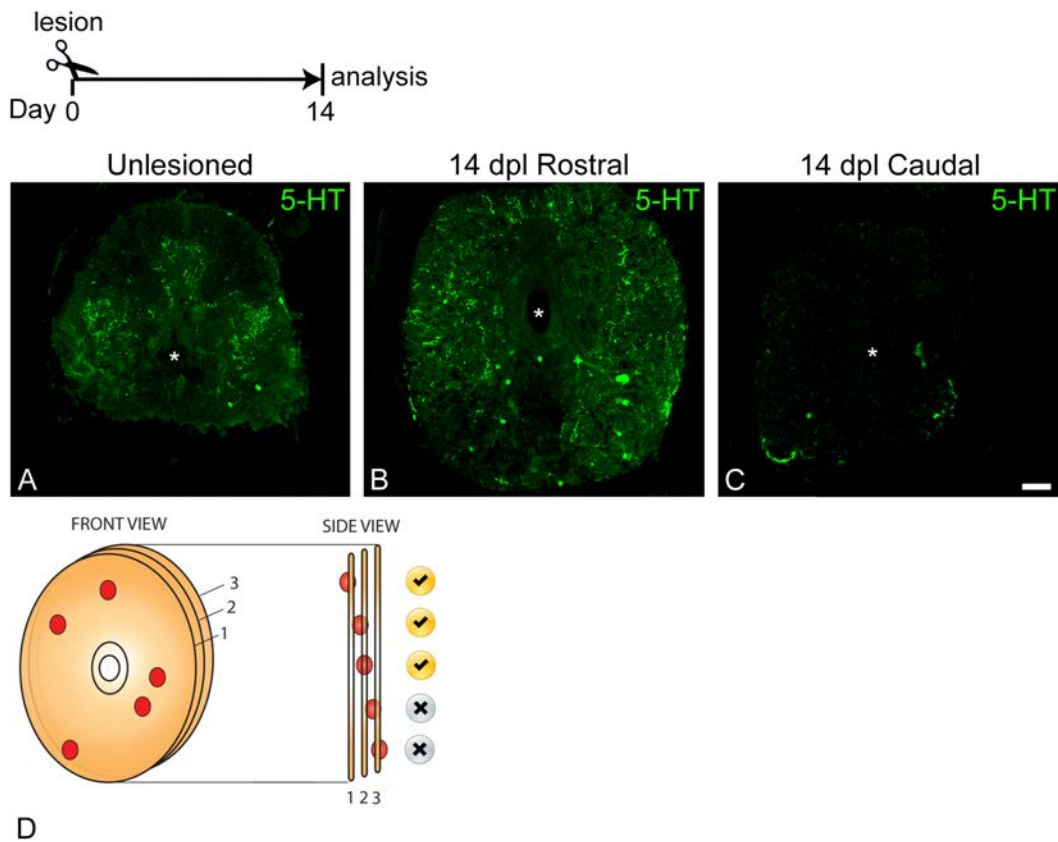 lesion
analysis
Day 0 14
Unlesioned 14 dpl Rostral 14 dpl Caudal
5-HT 5-HT 5-HT
* * *
A B C
FRONT VIEW SIDE VIEW
3
2
1
1 2 3
D